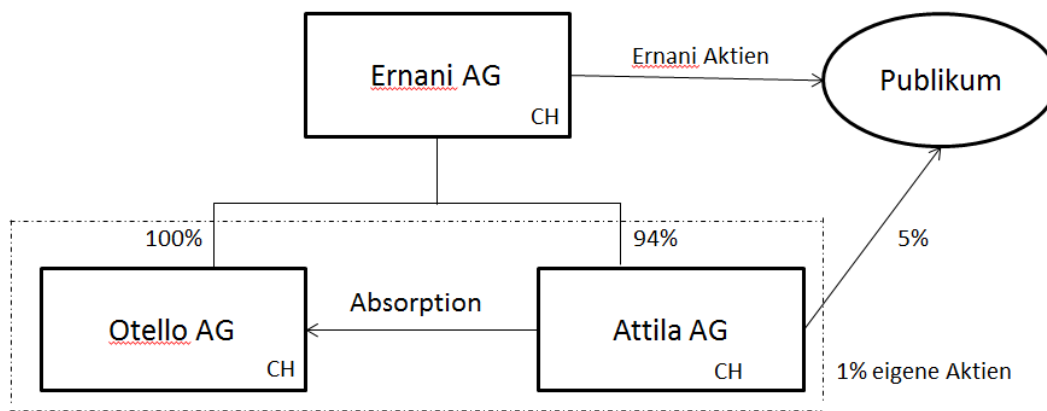 Ernani AG
CH
Ernani Aktien
Publikum
100%
94%
5%
Otello AG
CH
Absorption
Attila AG
CH
1% eigene Aktien